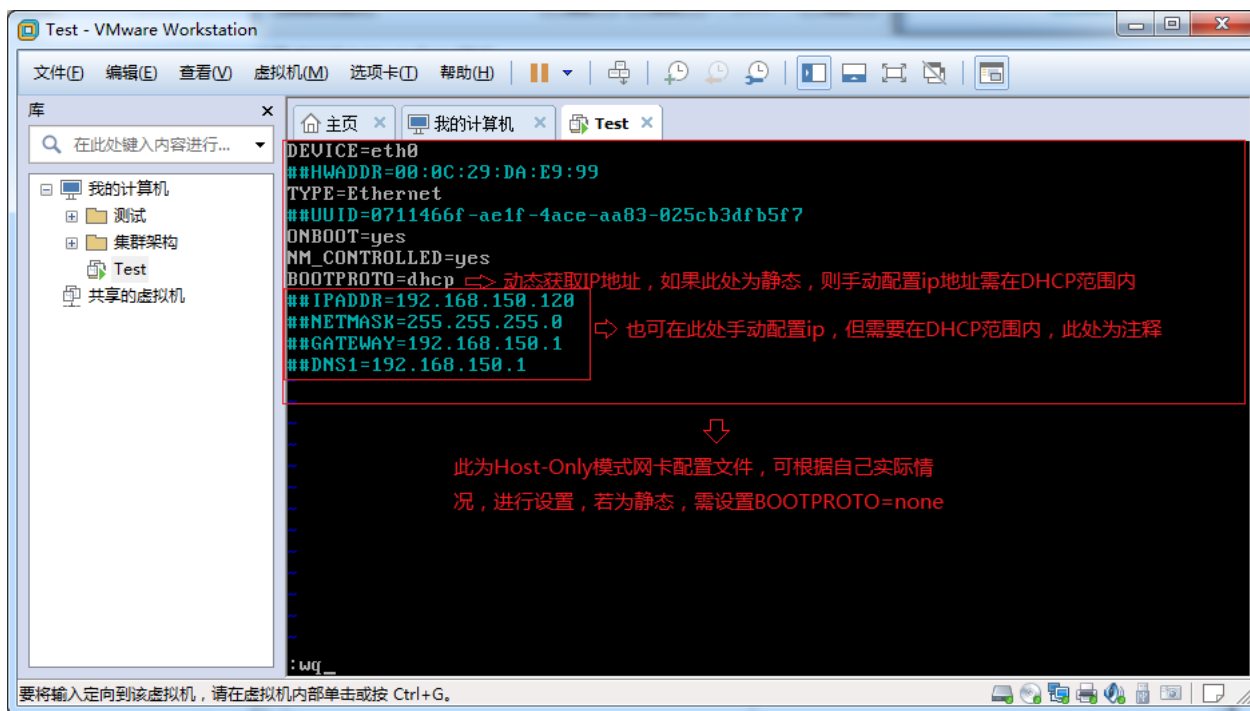 Test - VMware Workstation
文件(F) 编辑(E) 查看(V) 虚拟机(M) 选项卡(T) 帮助(H)
库
在此处键入内容进行...
我的计算机
测试
集群架构
Test
共享的虚拟机
主页 我的计算机 Test
DEVICE=eth0
##HWADDR=00:0C:29:DA:E9:99
TYPE=Ethernet
##UUID=0711466f-ae1f-4ace-aa83-025cb3dfb5f7
ONBOOT=yes
NM_CONTROLLED=yes
BOOTPROTO=dhcp 动态获取IP地址，如果此处为静态，则手动配置ip地址需在DHCP范围内
##IPADDR=192.168.150.120
##NETMASK=255.255.255.0
也可在此处手动配置ip，但需要在DHCP范围内，此处为注释
##GATEWAY=192.168.150.1
##DNS1=192.168.150.1
此为Host-Only模式网卡配置文件，可根据自己实际情
况，进行设置，若为静态，需设置BOOTPROTO=none
:wq_
要将输入定向到该虚拟机，请在虚拟机内部单击或按 Ctrl+G。